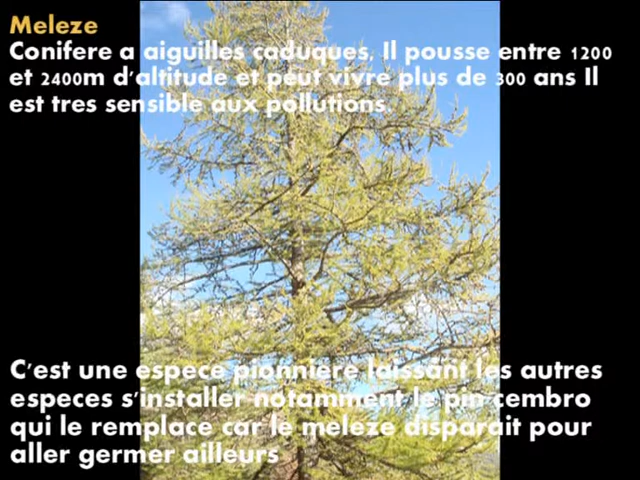 Meleze
Conifere a aiguilles caduques. Il pousse entre 1200
et 2400m d'altitude et peut vivre plus de 300 ans Il
est tres sensible aux pollutions.
C'est une espece pionniere laissant les autres
especes s'installer notamment le pin cembro
qui le remplace car le meleze disparait pour
aller germer ailleurs